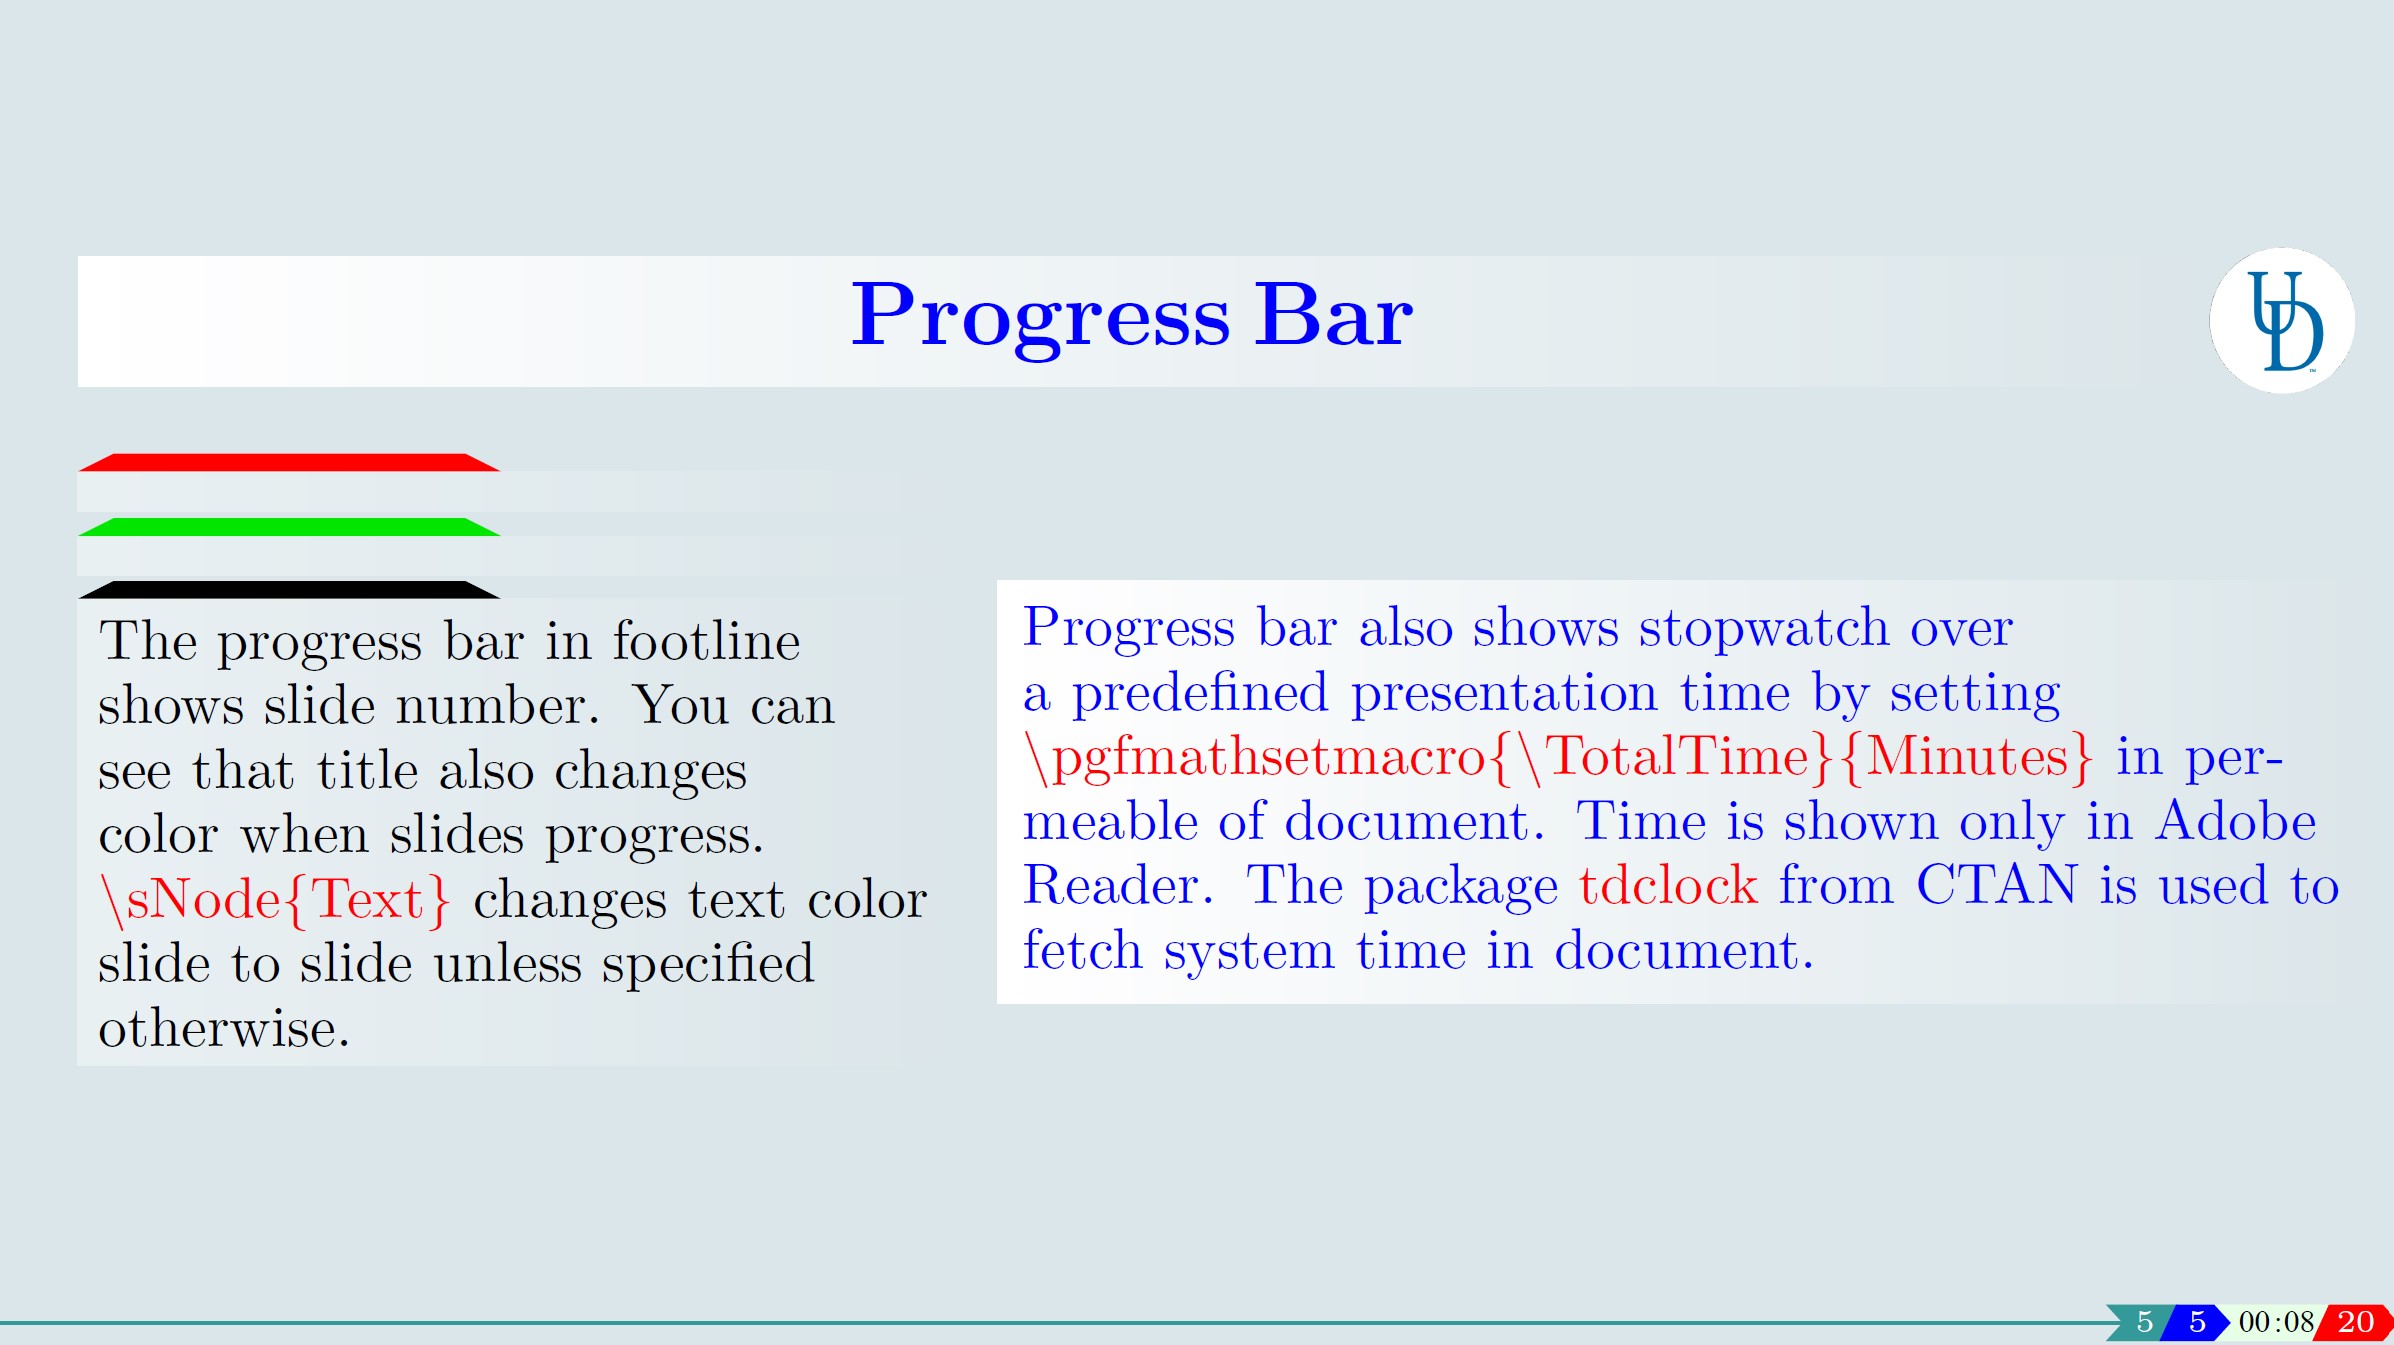 Progress Bar
UD
™
The progress bar in footline
shows slide number. You can
see that title also changes
color when slides progress.
\sNode{Text} changes text color
slide to slide unless specified
otherwise.
Progress bar also shows stopwatch over
a predefined presentation time by setting
\pgfmathsetmacro{\TotalTime}{Minutes} in per-
meable of document. Time is shown only in Adobe
Reader. The package tdclock from CTAN is used to
fetch system time in document.
5 5 00:08 20